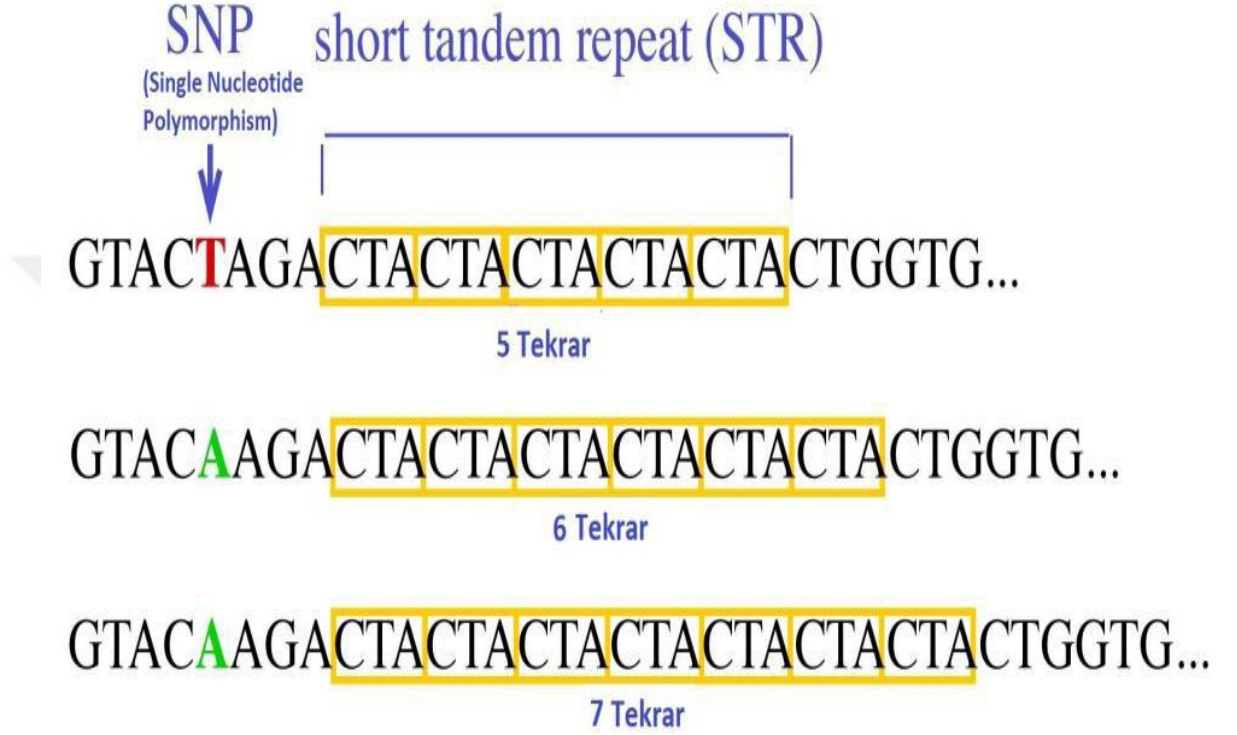 SNP short tandem repeat (STR)
(Single Nucleotide
Polymorphism)
GTACTAGACTACTACTACTACTACTGGTG...
5 Tekrar
GTACAAGACTACTACTACTACTACTACTGGTG...
6 Tekrar
GTACAAGACTACTACTACTACTACTACTACTGGTG...
7 Tekrar